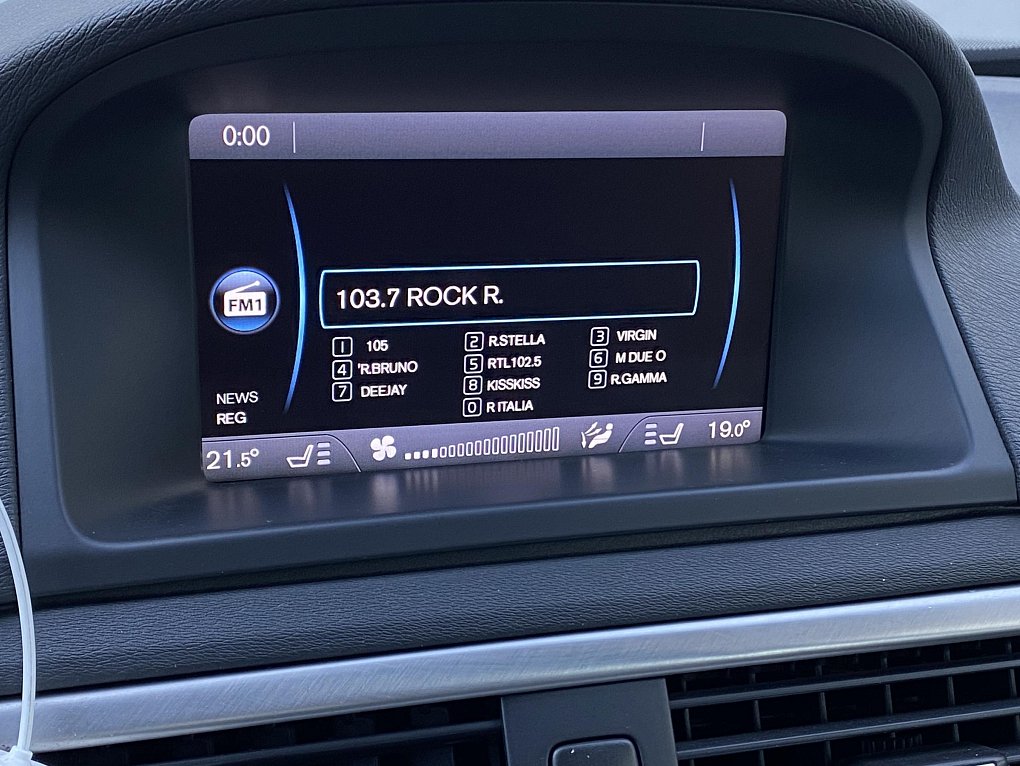 0:00
FM1
103.7 ROCK R.
1 105 2 R.STELLA 3 VIRGIN
4 'R.BRUNO 5 RTL102.5 6 M DUE O
7 DEEJAY 8 KISSKISS 9 R.GAMMA
0 R ITALIA
NEWS
REG
21.5° 19.0°